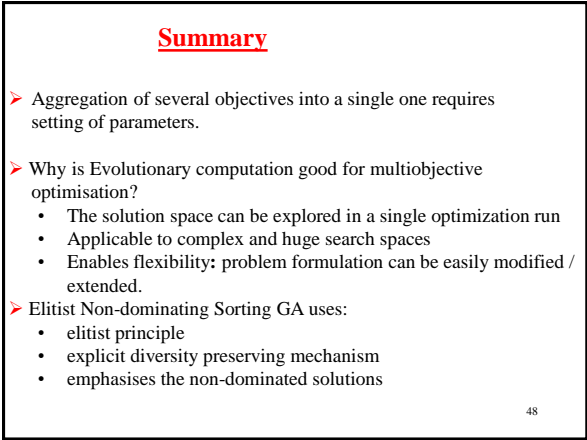 Summary
➢ Aggregation of several objectives into a single one requires
setting of parameters.
➢ Why is Evolutionary computation good for multiobjective
optimisation?
• The solution space can be explored in a single optimization run
• Applicable to complex and huge search spaces
• Enables flexibility: problem formulation can be easily modified /
extended.
➢ Elitist Non-dominating Sorting GA uses:
• elitist principle
• explicit diversity preserving mechanism
• emphasises the non-dominated solutions
48